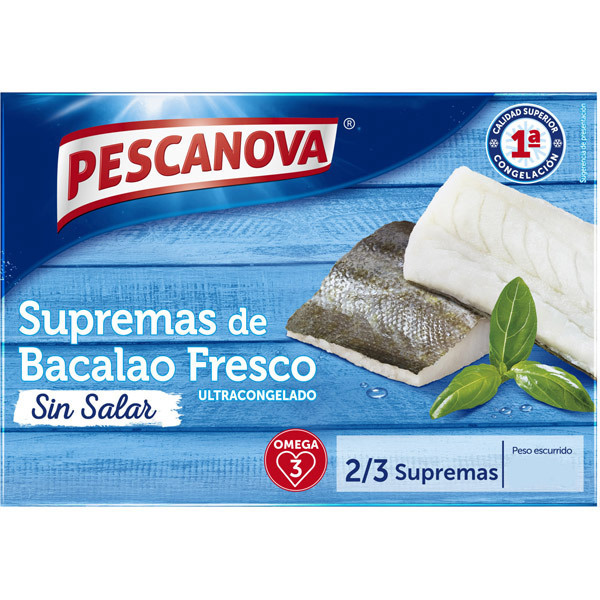 PESCANOVA®
CALIDAD SUPERIOR
1ª
CONGELACIÓN
Sugerencia de presentación
Supremas de
Bacalao Fresco
ULTRACONGELADO
Sin Salar
OMEGA
3
2/3 Supremas
Peso escurrido